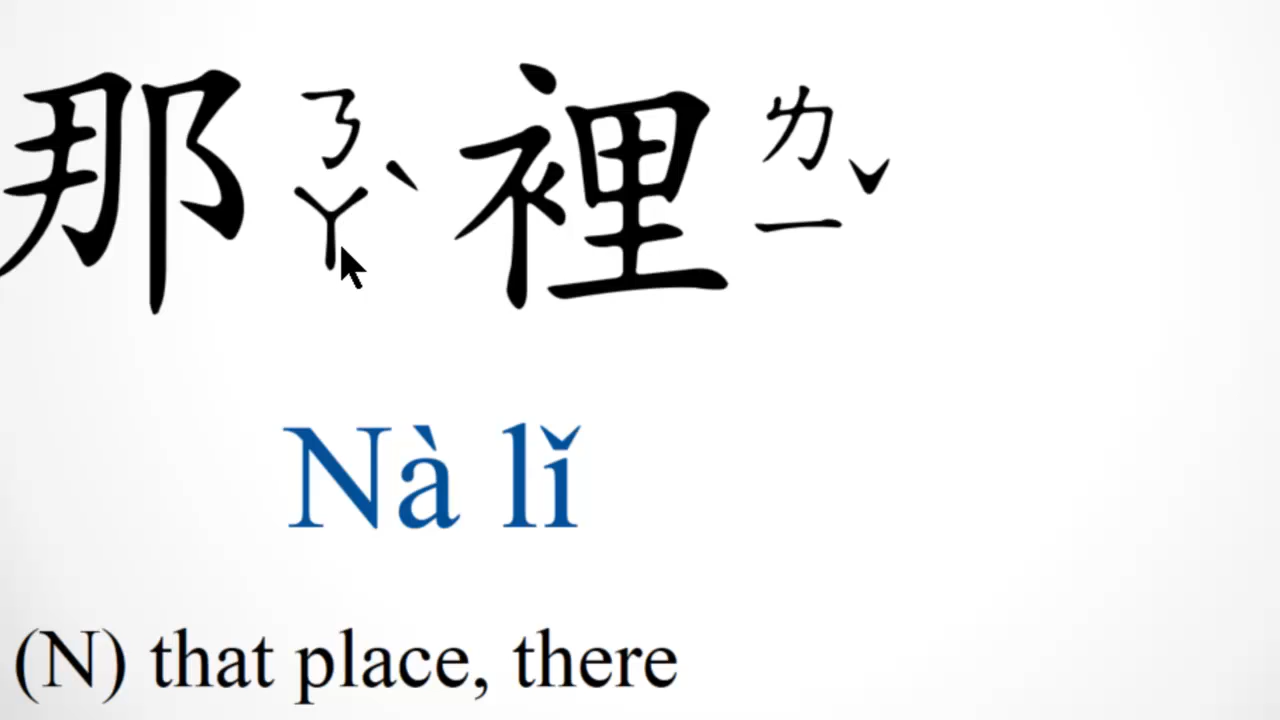 那ㄋㄚˋ裡ㄌㄧˇ
Nà lǐ
(N) that place, there